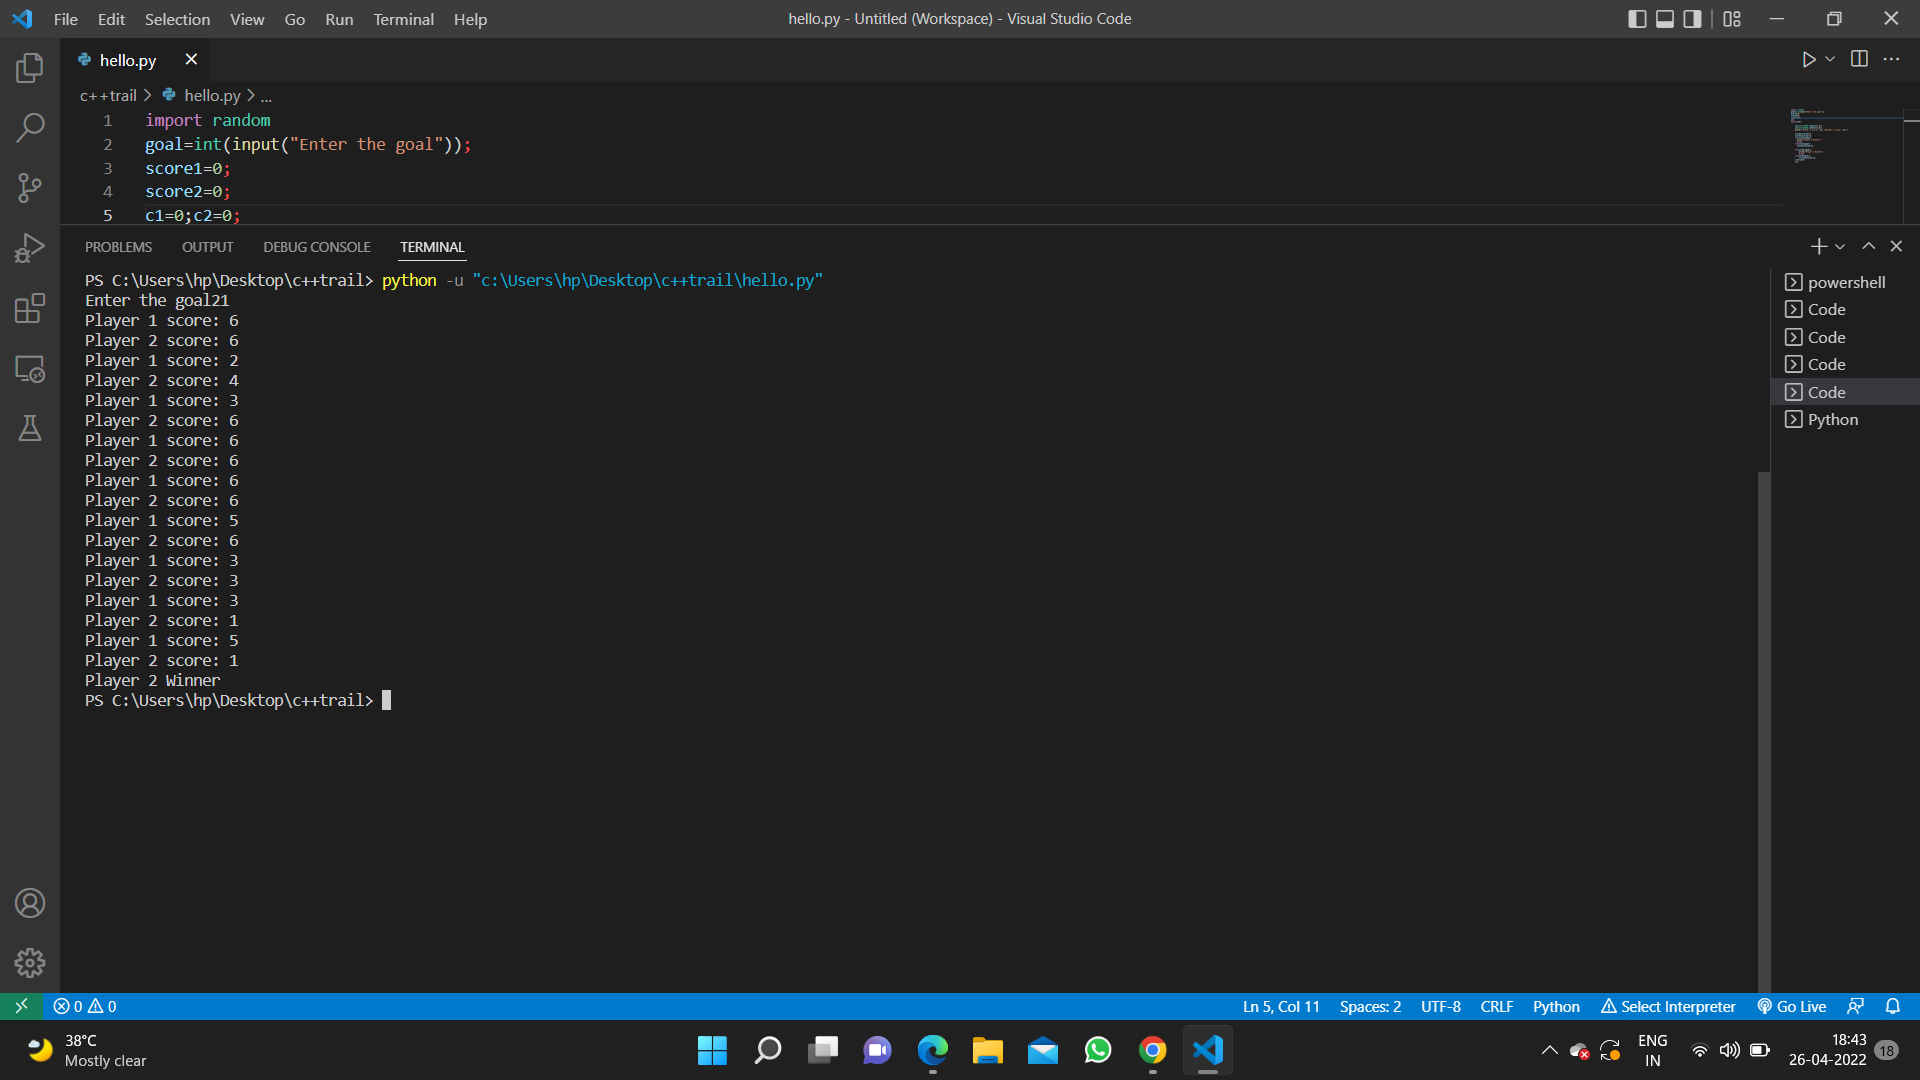 File Edit Selection View Go Run Terminal Help
hello.py - Untitled (Workspace) - Visual Studio Code
hello.py
c++trail > hello.py > ...
1 import random
2 goal=int(input("Enter the goal"));
3 score1=0;
4 score2=0;
5 c1=0;c2=0;
PROBLEMS OUTPUT DEBUG CONSOLE TERMINAL
PS C:\Users\hp\Desktop\c++trail> python -u "c:\Users\hp\Desktop\c++trail\hello.py"
Enter the goal21
Player 1 score: 6
Player 2 score: 6
Player 1 score: 2
Player 2 score: 4
Player 1 score: 3
Player 2 score: 6
Player 1 score: 6
Player 2 score: 6
Player 1 score: 6
Player 2 score: 6
Player 1 score: 5
Player 2 score: 6
Player 1 score: 3
Player 2 score: 3
Player 1 score: 3
Player 2 score: 1
Player 1 score: 5
Player 2 score: 1
Player 2 Winner
PS C:\Users\hp\Desktop\c++trail>
powershell
Code
Code
Code
Code
Python
0 0
Ln 5, Col 11 Spaces: 2 UTF-8 CRLF Python Select Interpreter Go Live
38°C
Mostly clear
ENG
IN
18:43
26-04-2022
18